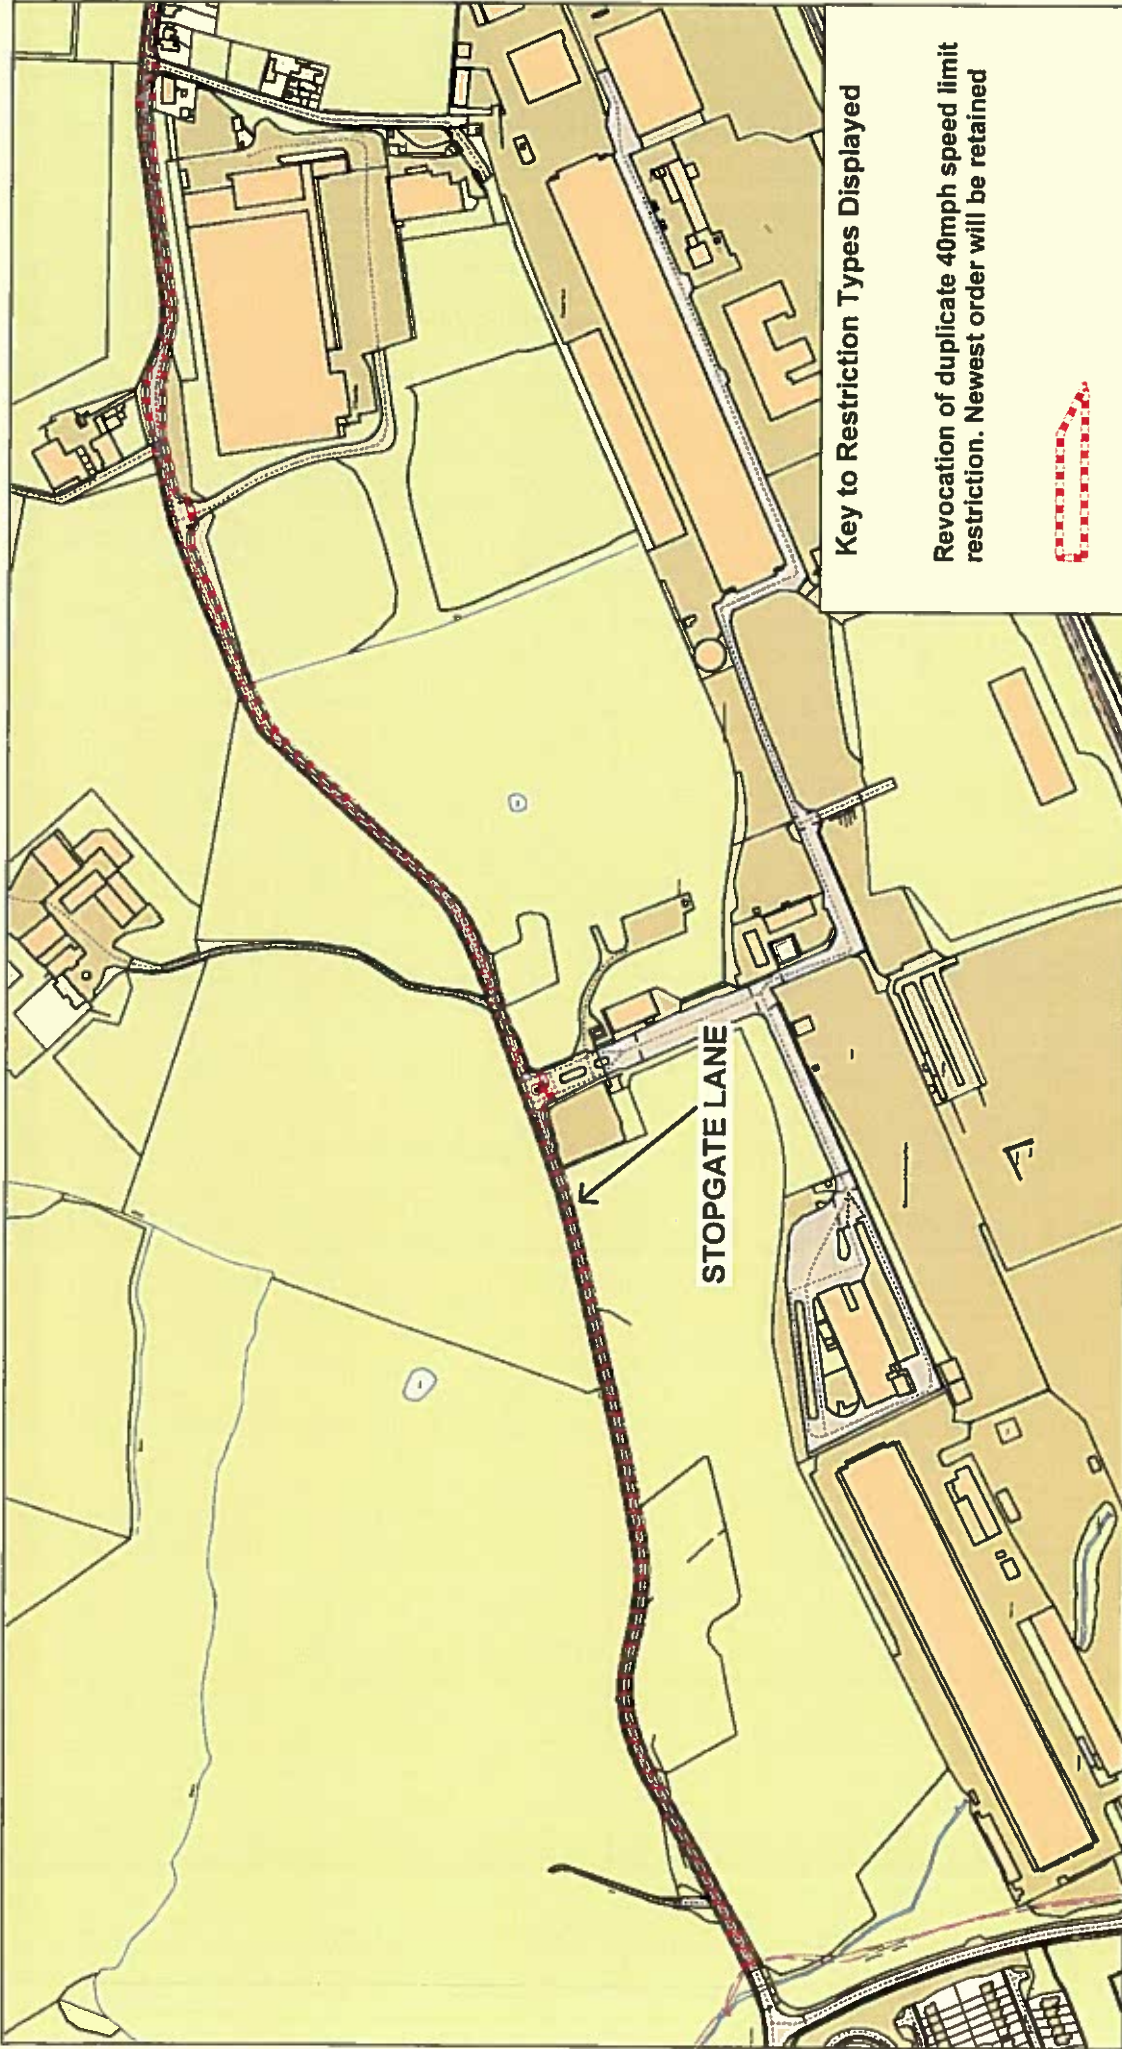 STOPGATE LANE
Key to Restriction Types Displayed
Revocation of duplicate 40mph speed limit
restriction. Newest order will be retained